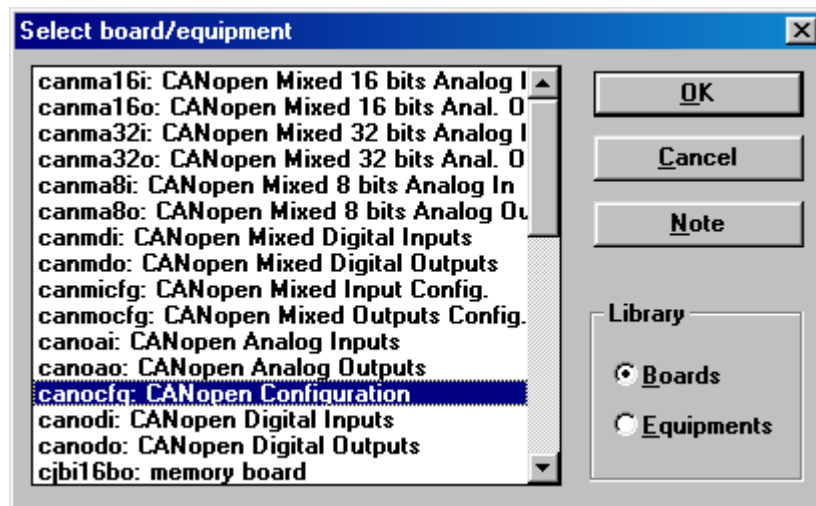 Select board/equipment
canma16i: CANopen Mixed 16 bits Analog I
canma16o: CANopen Mixed 16 bits Anal. O
canma32i: CANopen Mixed 32 bits Analog I
canma32o: CANopen Mixed 32 bits Anal. O
canma8i: CANopen Mixed 8 bits Analog In
canma8o: CANopen Mixed 8 bits Analog Ou
canmdi: CANopen Mixed Digital Inputs
canmdo: CANopen Mixed Digital Outputs
canmicfg: CANopen Mixed Input Config.
canmocfg: CANopen Mixed Outputs Config.
canoai: CANopen Analog Inputs
canoao: CANopen Analog Outputs
canocfg: CANopen Configuration
canodi: CANopen Digital Inputs
canodo: CANopen Digital Outputs
cjbi16bo: memory board
OK
Cancel
Note
Library
Boards
Equipments